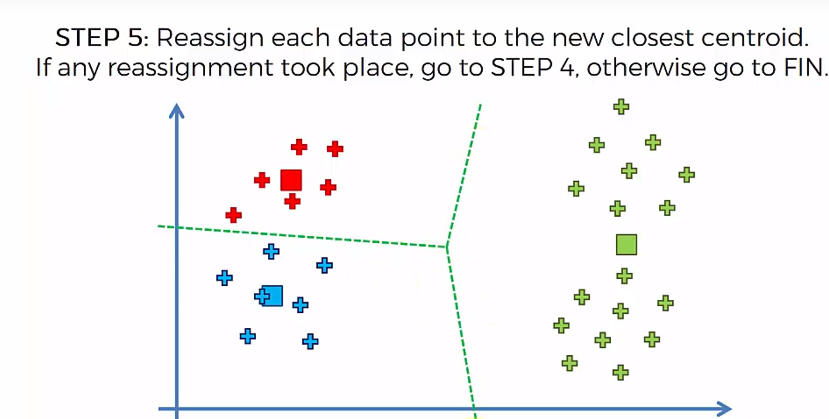 STEP 5: Reassign each data point to the new closest centroid.
If any reassignment took place, go to STEP 4, otherwise go to FIN.